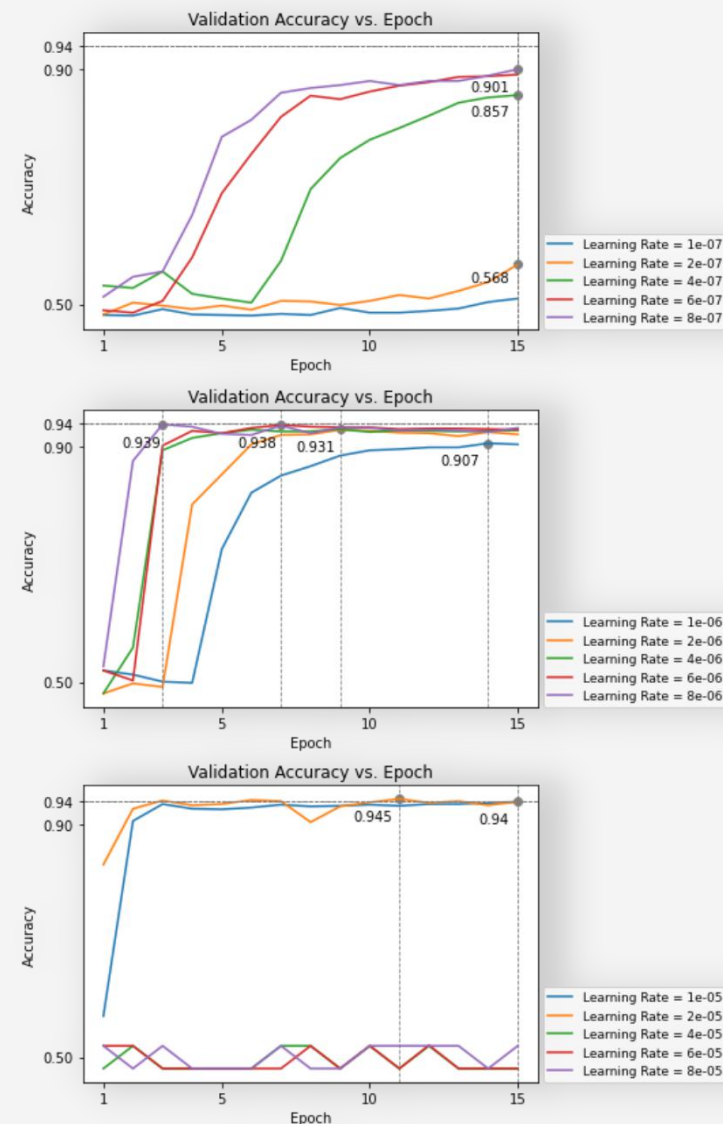 Validation Accuracy vs. Epoch
0.94
0.90
0.901
0.857
Accuracy
0.568
0.50
1 5 10 15
Epoch
Learning Rate = 1e-07
Learning Rate = 2e-07
Learning Rate = 4e-07
Learning Rate = 6e-07
Learning Rate = 8e-07
Validation Accuracy vs. Epoch
0.94
0.90
0.939 0.938 0.931
0.907
Accuracy
0.50
1 5 10 15
Epoch
Learning Rate = 1e-06
Learning Rate = 2e-06
Learning Rate = 4e-06
Learning Rate = 6e-06
Learning Rate = 8e-06
Validation Accuracy vs. Epoch
0.94
0.90
0.945 0.94
Accuracy
0.50
1 5 10 15
Epoch
Learning Rate = 1e-05
Learning Rate = 2e-05
Learning Rate = 4e-05
Learning Rate = 6e-05
Learning Rate = 8e-05